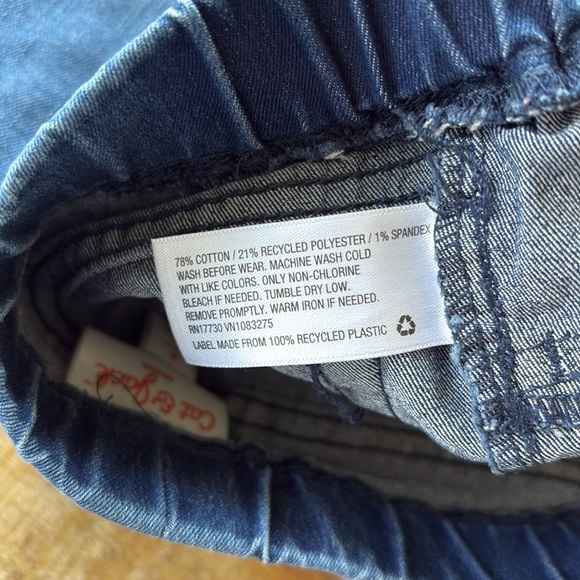 78% COTTON / 21% RECYCLED POLYESTER / 1% SPANDEX
WASH BEFORE WEAR. MACHINE WASH COLD
WITH LIKE COLORS. ONLY NON-CHLORINE
BLEACH IF NEEDED. TUMBLE DRY LOW.
REMOVE PROMPTLY. WARM IRON IF NEEDED.
RN17730 VN1083275
LABEL MADE FROM 100% RECYCLED PLASTIC
Cat & Jack